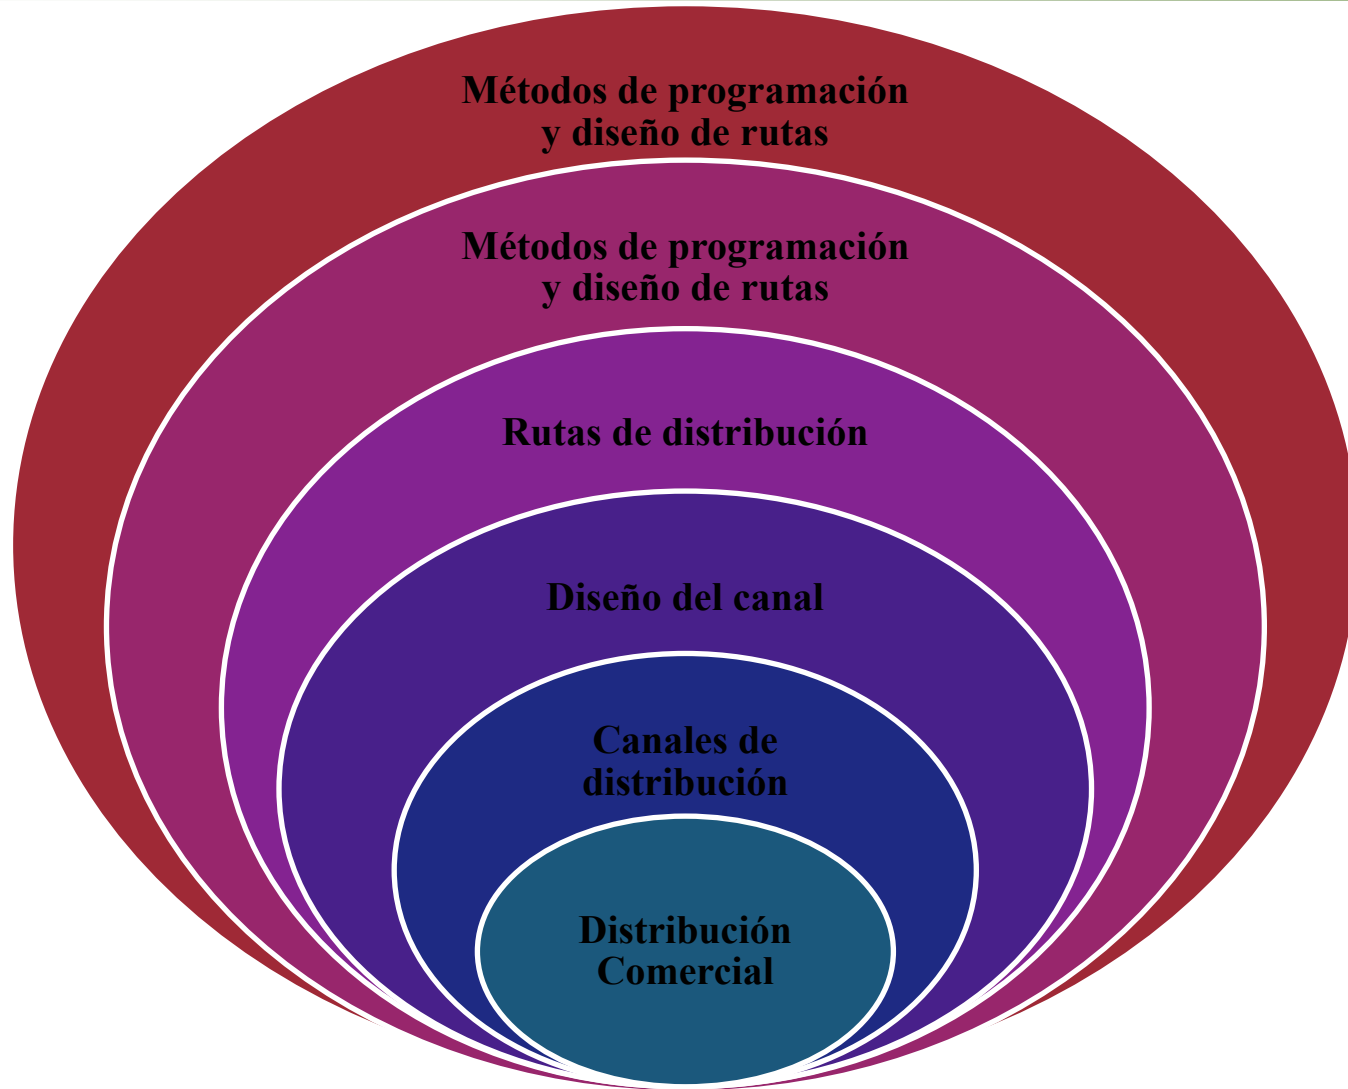 Métodos de programación
y diseño de rutas
Métodos de programación
y diseño de rutas
Rutas de distribución
Diseño del canal
Canales de
distribución
Distribución
Comercial